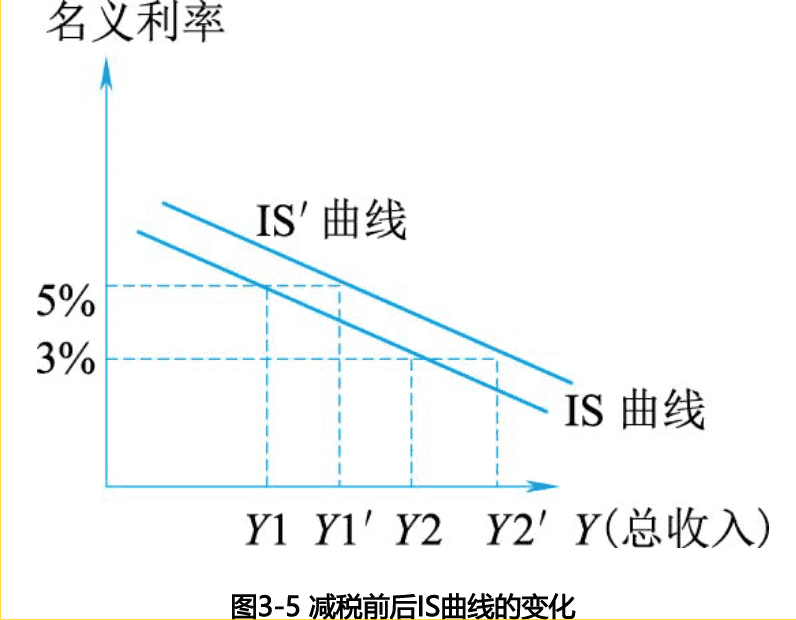 名义利率
IS′ 曲线
5%
3%
IS 曲线
Y1 Y1′ Y2 Y2′ Y(总收入)
图3-5 减税前后IS曲线的变化